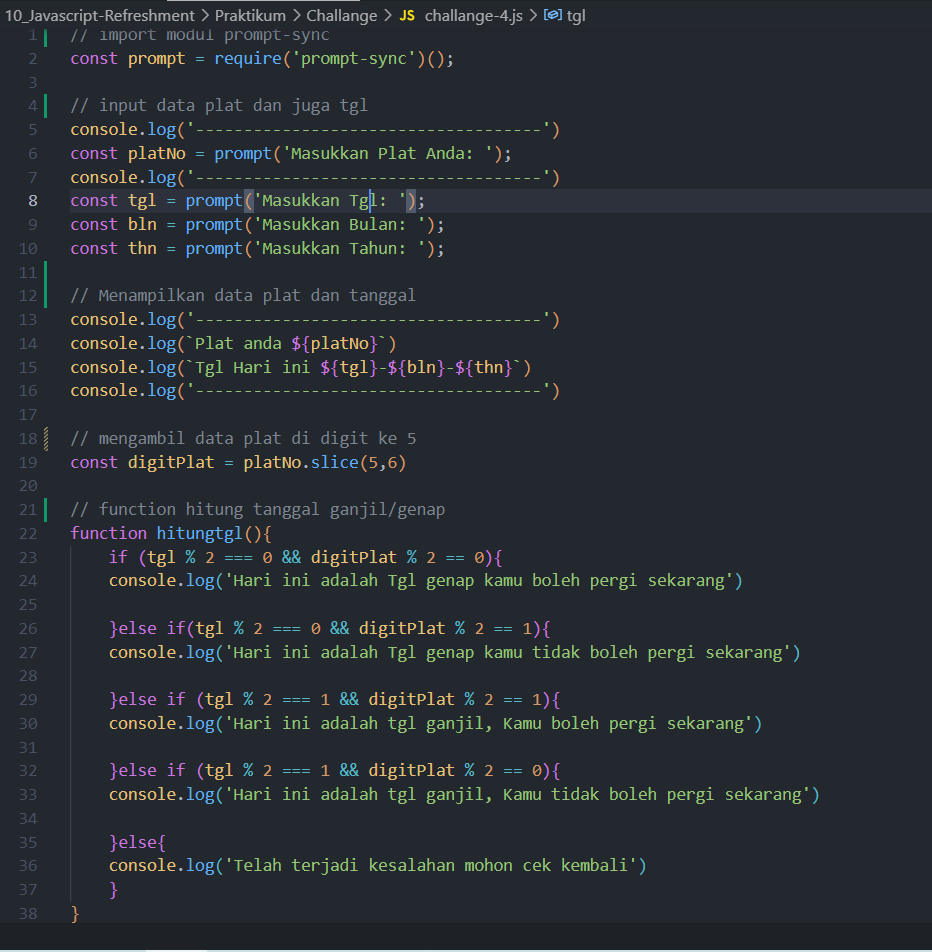 10_Javascript-Refreshment > Praktikum > Challange > JS challange-4.js > tgl
1 // import modul prompt-sync
2 const prompt = require('prompt-sync')();
3
4 // input data plat dan juga tgl
5 console.log('------------------------------------')
6 const platNo = prompt('Masukkan Plat Anda: ');
7 console.log('------------------------------------')
8 const tgl = prompt('Masukkan Tgl: ');
9 const bln = prompt('Masukkan Bulan: ');
10 const thn = prompt('Masukkan Tahun: ');
11
12 // Menampilkan data plat dan tanggal
13 console.log('------------------------------------')
14 console.log(`Plat anda ${platNo}`)
15 console.log(`Tgl Hari ini ${tgl}-${bln}-${thn}`)
16 console.log('------------------------------------')
17
18 // mengambil data plat di digit ke 5
19 const digitPlat = platNo.slice(5,6)
20
21 // function hitung tanggal ganjil/genap
22 function hitungtgl(){
23     if (tgl % 2 === 0 && digitPlat % 2 == 0){
24     console.log('Hari ini adalah Tgl genap kamu boleh pergi sekarang')
25
26     }else if(tgl % 2 === 0 && digitPlat % 2 == 1){
27     console.log('Hari ini adalah Tgl genap kamu tidak boleh pergi sekarang')
28
29     }else if (tgl % 2 === 1 && digitPlat % 2 == 1){
30     console.log('Hari ini adalah tgl ganjil, Kamu boleh pergi sekarang')
31
32     }else if (tgl % 2 === 1 && digitPlat % 2 == 0){
33     console.log('Hari ini adalah tgl ganjil, Kamu tidak boleh pergi sekarang')
34
35     }else{
36     console.log('Telah terjadi kesalahan mohon cek kembali')
37     }
38 }